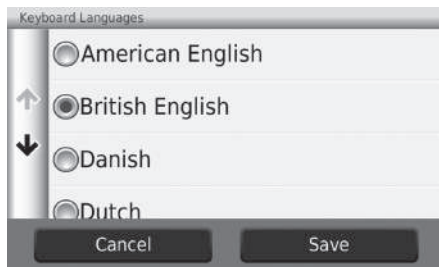 Keyboard Languages
American English
British English
Danish
Dutch
Cancel
Save